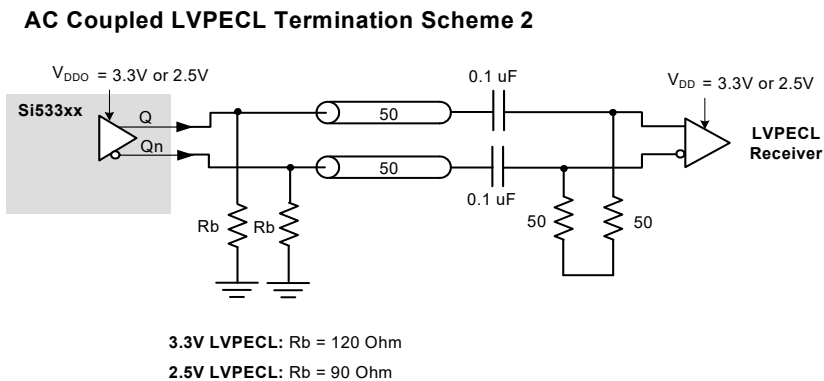 AC Coupled LVPECL Termination Scheme 2
VDDO = 3.3V or 2.5V
0.1 uF
VDD = 3.3V or 2.5V
Si533xx
Q
50
LVPECL
Receiver
Qn
50
0.1 uF
Rb
Rb
50
50
3.3V LVPECL: Rb = 120 Ohm
2.5V LVPECL: Rb = 90 Ohm